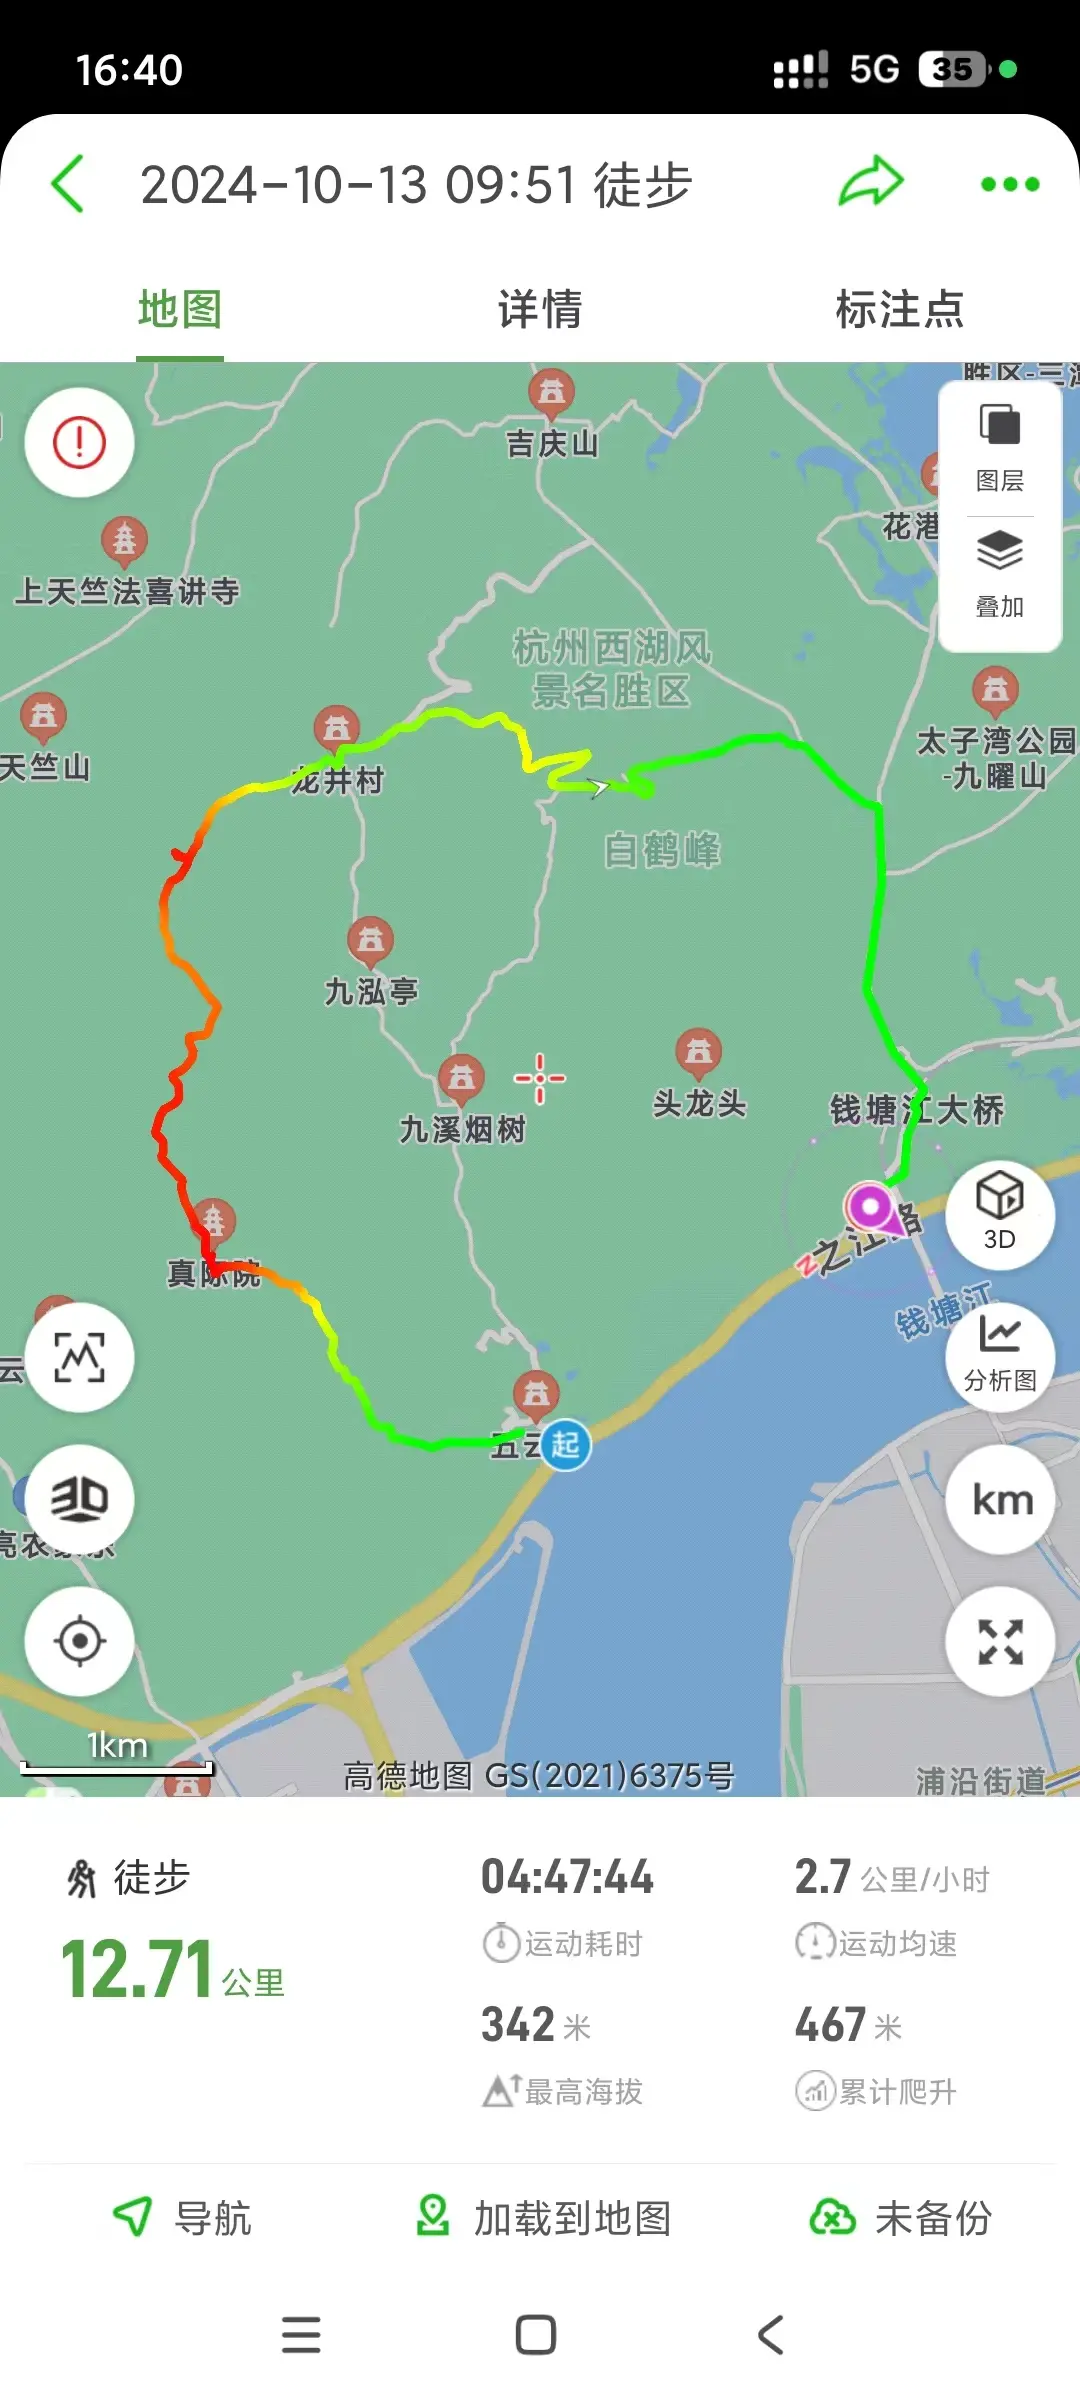 16:40
5G
35
2024-10-13 09:51 徒步
地图
详情
标注点
吉庆山
图层
花港
上天竺法喜讲寺
叠加
杭州西湖风
景名胜区
天竺山
太子湾公园
-九曜山
龙井村
白鹤峰
九泓亭
头龙头
九溪烟树
钱塘江大桥
3D
真际院
钱塘江
云
分析图
五云
起
3D
km
1km
高德地图 GS(2021)6375号
浦沿街道
徒步
12.71公里
04:47:44
运动耗时
2.7 公里/小时
运动均速
342 米
最高海拔
467 米
累计爬升
导航
加载到地图
未备份